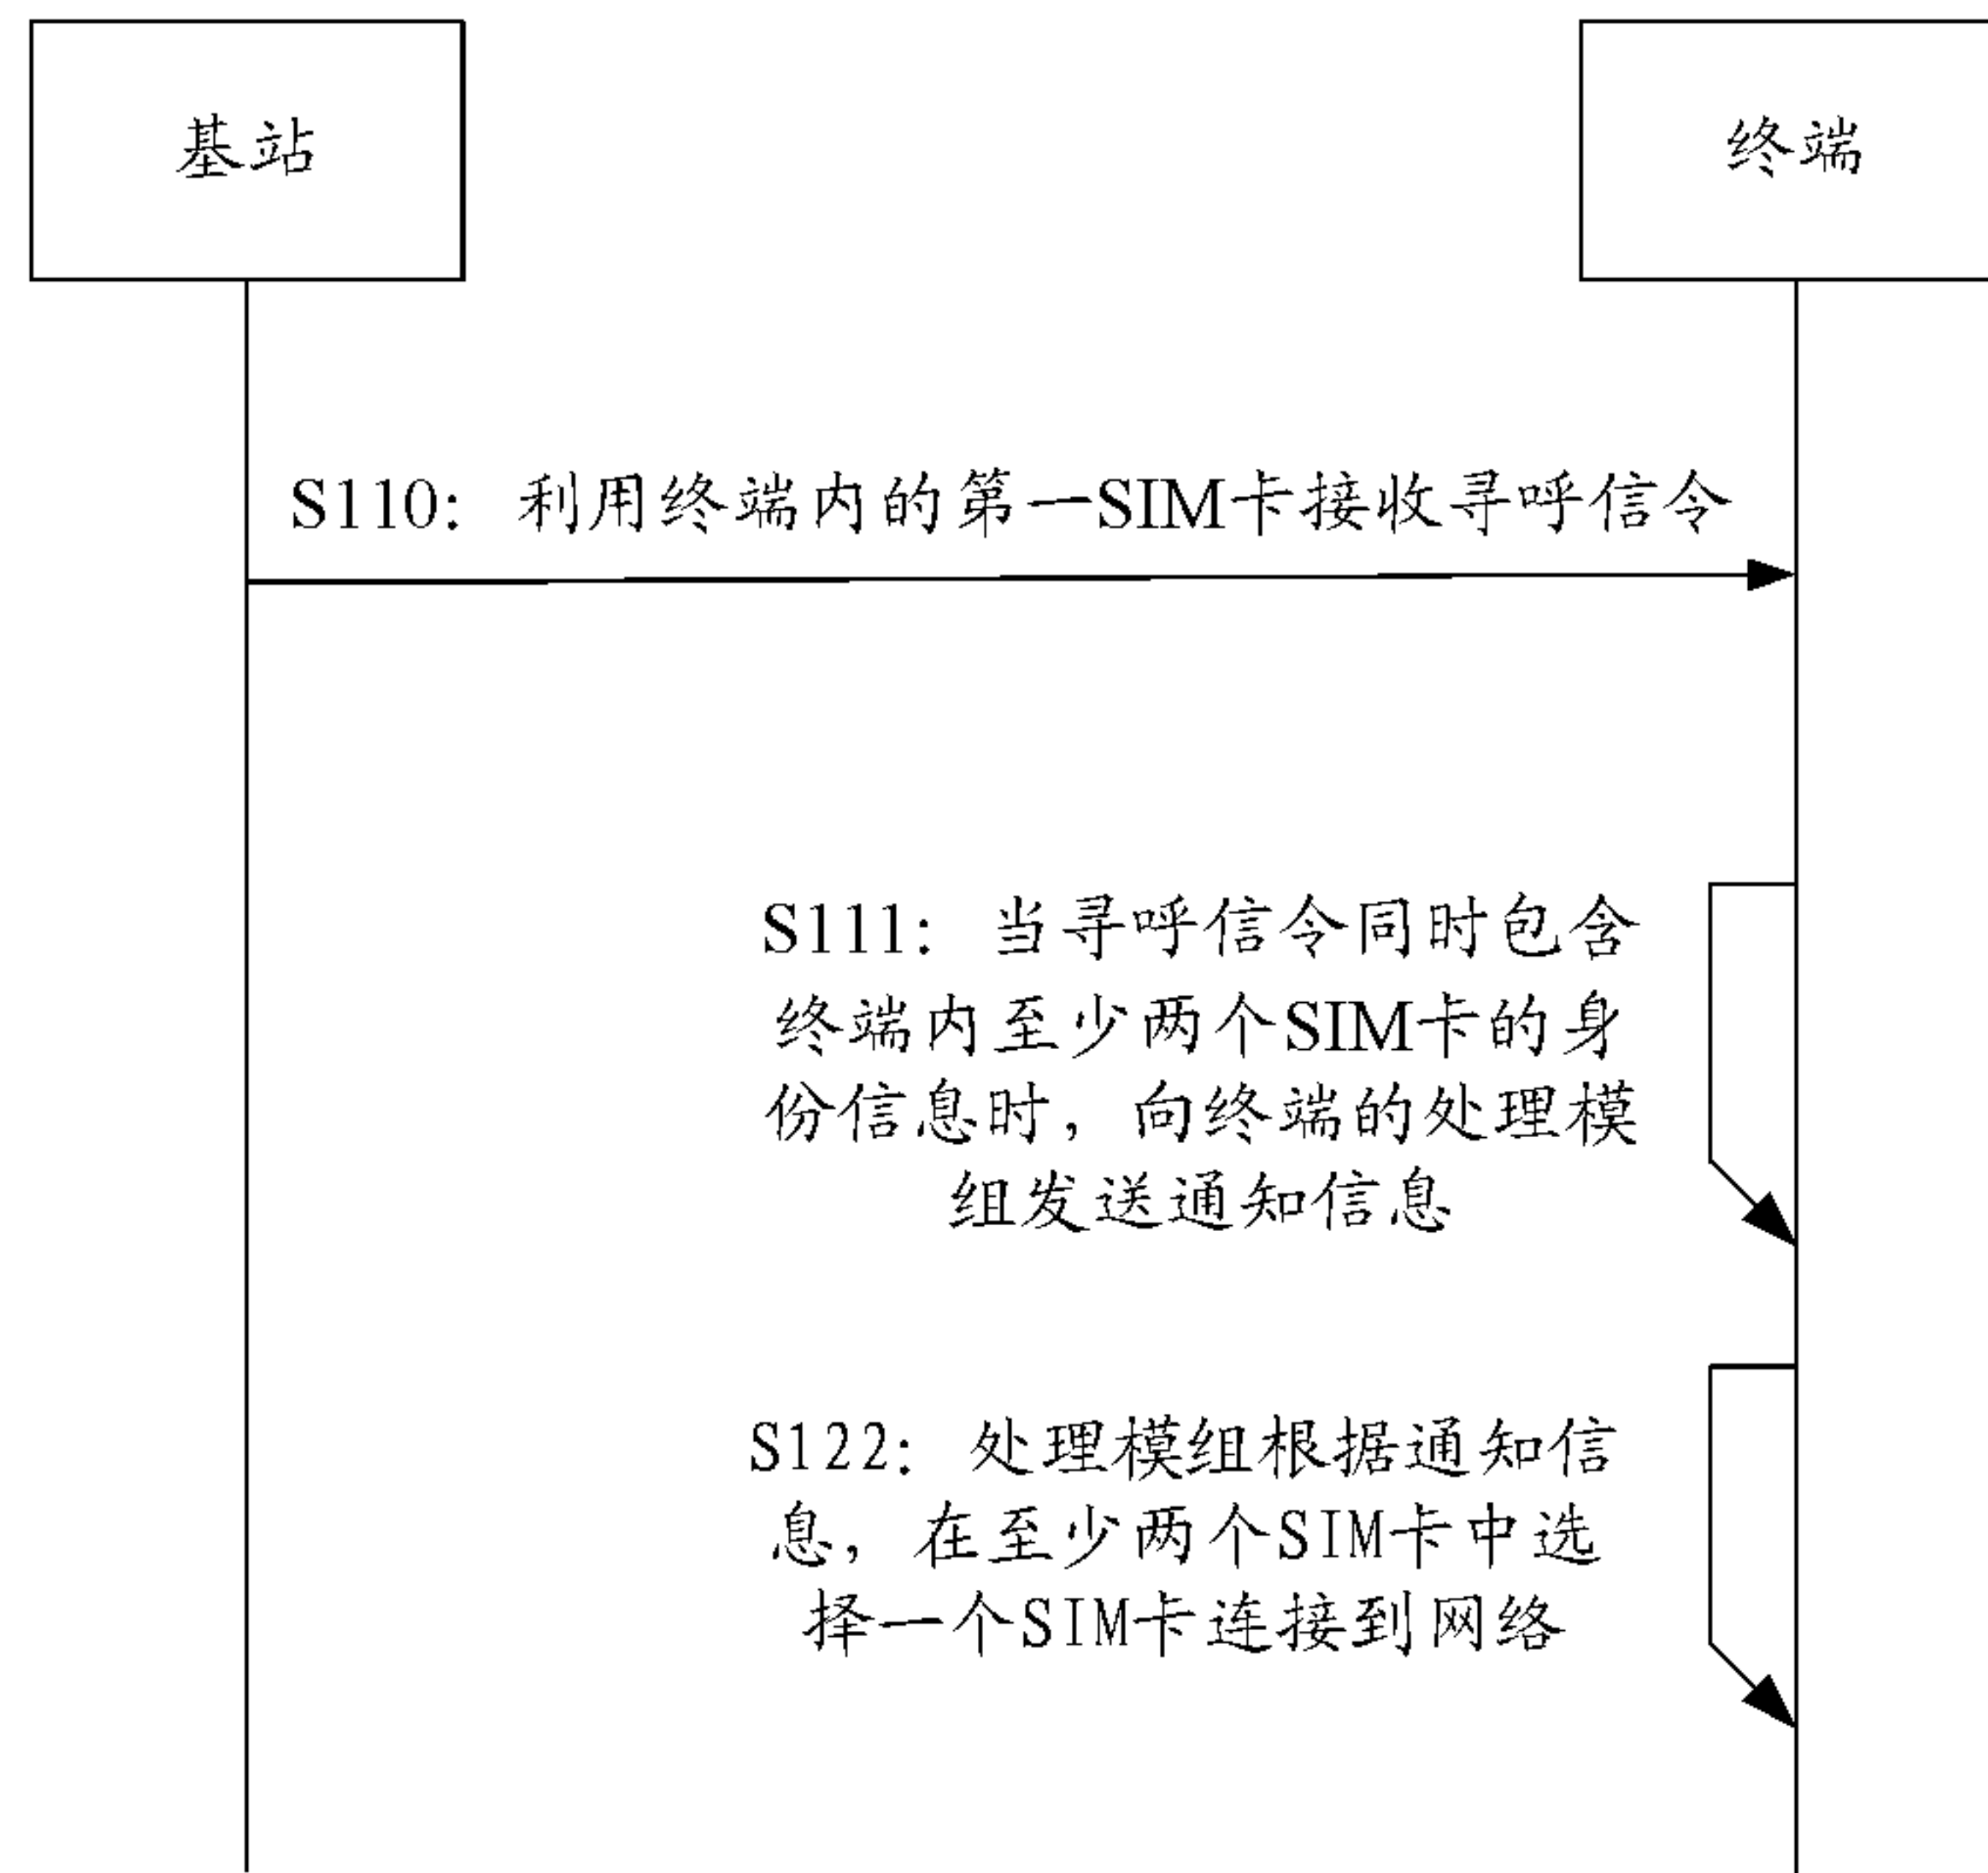 基站
终端
S110：利用终端内的第一SIM卡接收寻呼信令
S111：当寻呼信令同时包含
终端内至少两个SIM卡的身
份信息时，向终端的处理模
组发送通知信息
S122：处理模组根据通知信
息，在至少两个SIM卡中选
择一个SIM卡连接到网络